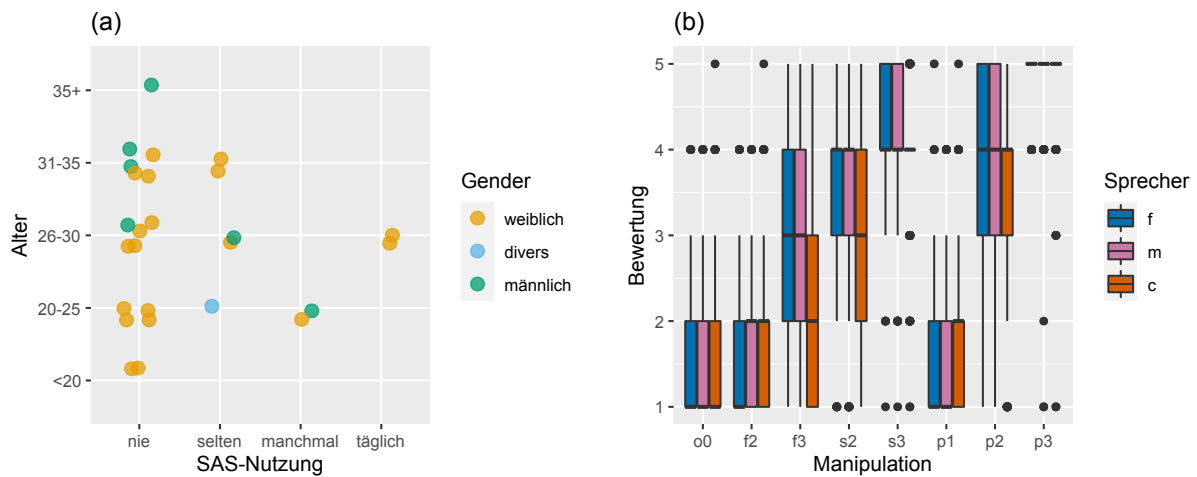 (a)
Alter
35+
31-35
26-30
20-25
<20
nie selten manchmal täglich
SAS-Nutzung
Gender
weiblich
divers
männlich
(b)
Bewertung
5
4
3
2
1
o0 f2 f3 s2 s3 p1 p2 p3
Manipulation
Sprecher
f
m
c